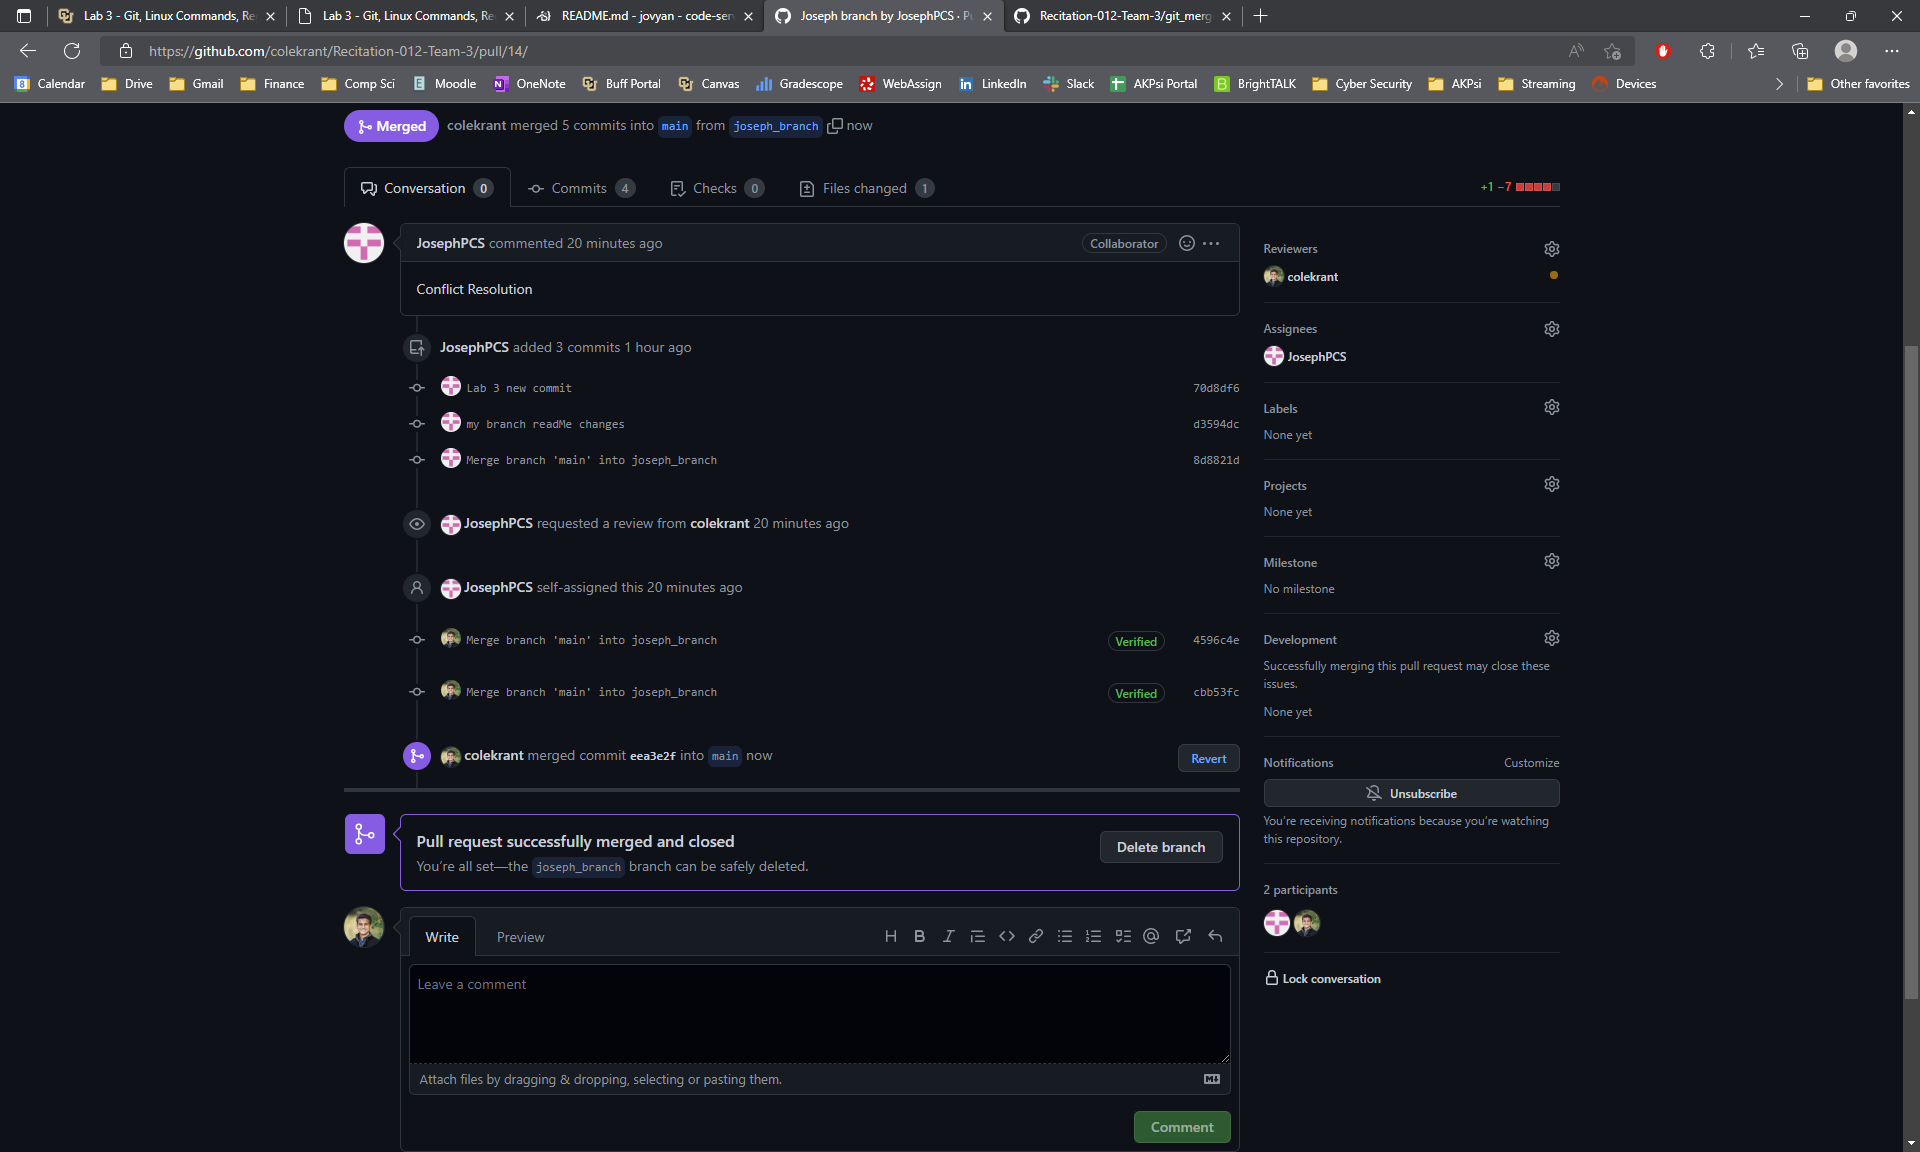 Lab 3 - Git, Linux Commands, Re
Lab 3 - Git, Linux Commands, Re
README.md - jovyan - code-serv
Joseph branch by JosephPCS · Pu
Recitation-012-Team-3/git_merg
https://github.com/colekrant/Recitation-012-Team-3/pull/14/
Calendar Drive Gmail Finance Comp Sci Moodle OneNote Buff Portal Canvas Gradescope WebAssign LinkedIn Slack AKPsi Portal BrightTALK Cyber Security AKPsi Streaming Devices Other favorites
Merged colekrant merged 5 commits into main from joseph_branch now
Conversation 0 Commits 4 Checks 0 Files changed 1 +1 −7
JosephPCS commented 20 minutes ago Collaborator
Conflict Resolution
JosephPCS added 3 commits 1 hour ago
Lab 3 new commit 70d8df6
my branch readMe changes d3594dc
Merge branch 'main' into joseph_branch 8d8821d
JosephPCS requested a review from colekrant 20 minutes ago
JosephPCS self-assigned this 20 minutes ago
Merge branch 'main' into joseph_branch Verified 4596c4e
Merge branch 'main' into joseph_branch Verified cbb53fc
colekrant merged commit eea3e2f into main now Revert
Pull request successfully merged and closed
You're all set—the joseph_branch branch can be safely deleted.
Delete branch
Write Preview
Leave a comment
Attach files by dragging & dropping, selecting or pasting them.
Comment
Reviewers
colekrant
Assignees
JosephPCS
Labels
None yet
Projects
None yet
Milestone
No milestone
Development
Successfully merging this pull request may close these
issues.
None yet
Notifications Customize
Unsubscribe
You're receiving notifications because you're watching
this repository.
2 participants
Lock conversation